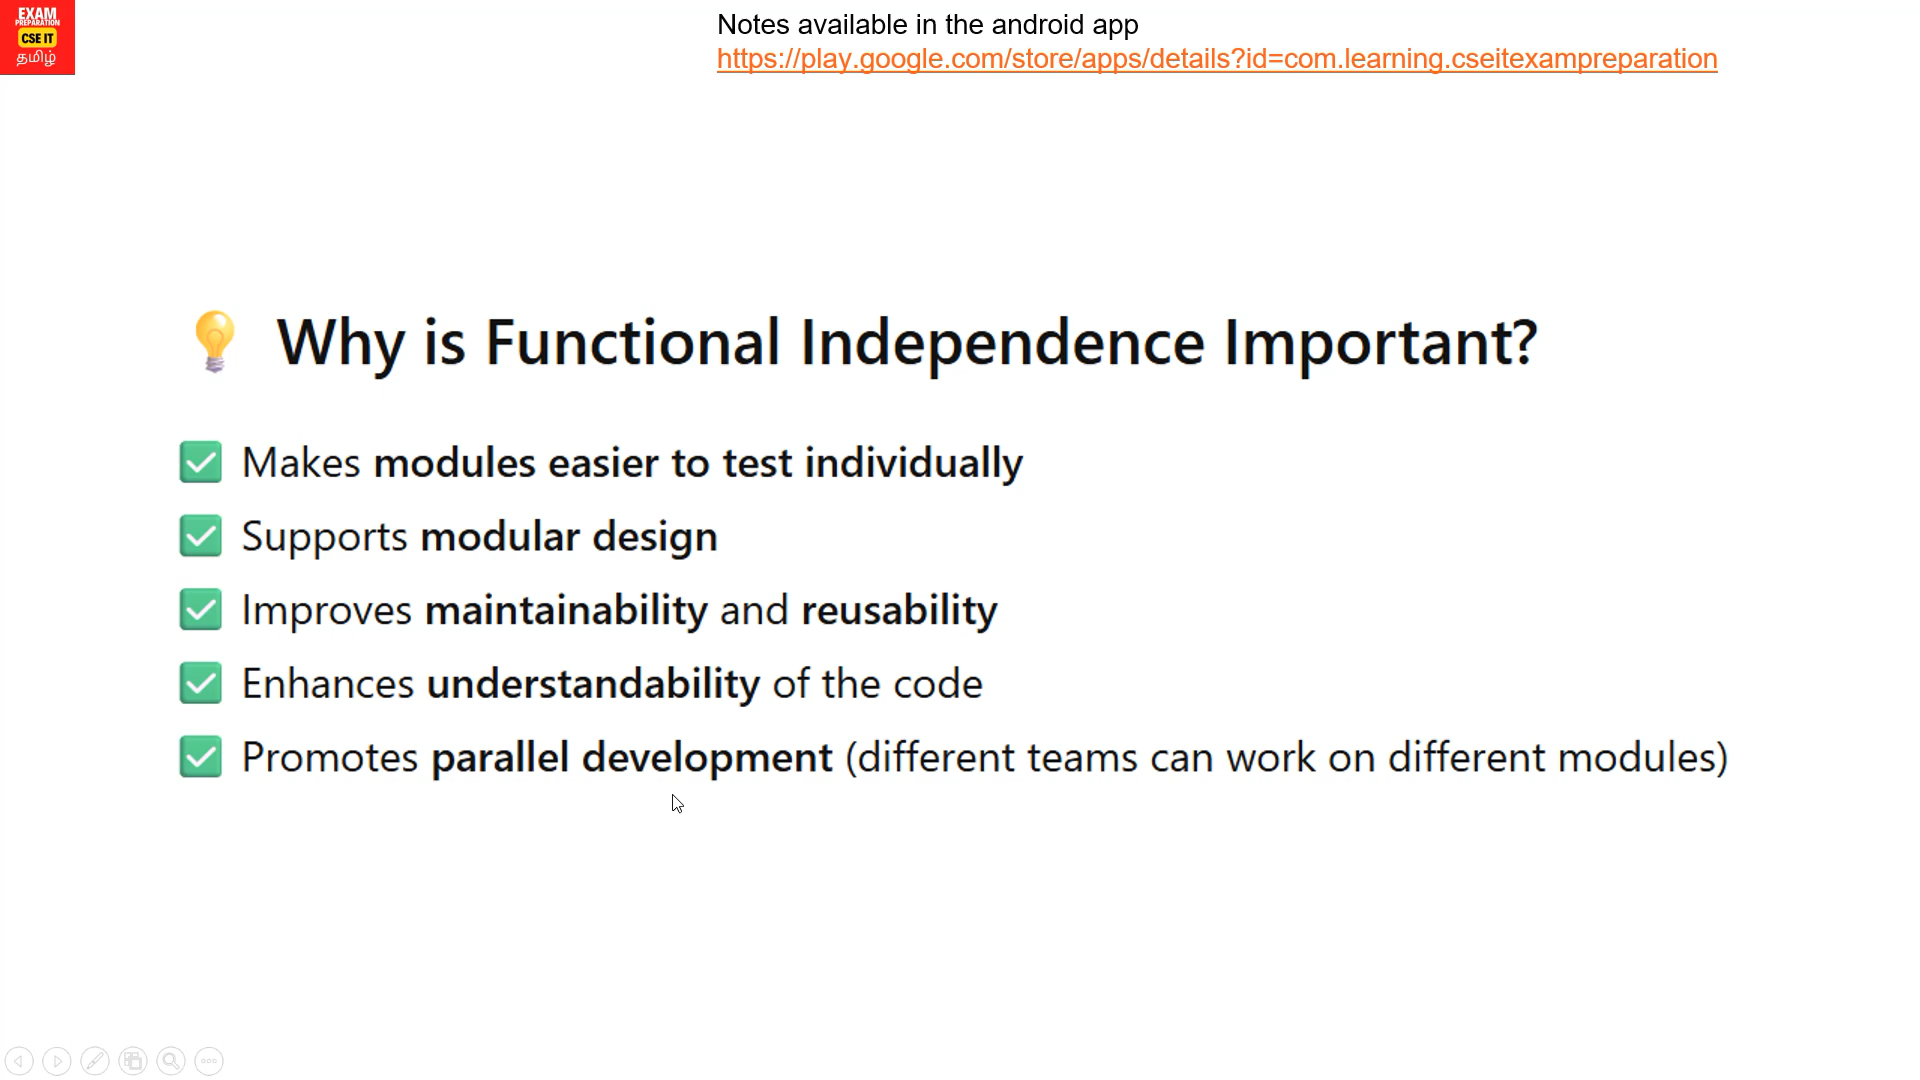 EXAM
PREPARATION
CSE IT
தமிழ்
Notes available in the android app
https://play.google.com/store/apps/details?id=com.learning.cseitexampreparation
Why is Functional Independence Important?
Makes modules easier to test individually
Supports modular design
Improves maintainability and reusability
Enhances understandability of the code
Promotes parallel development (different teams can work on different modules)